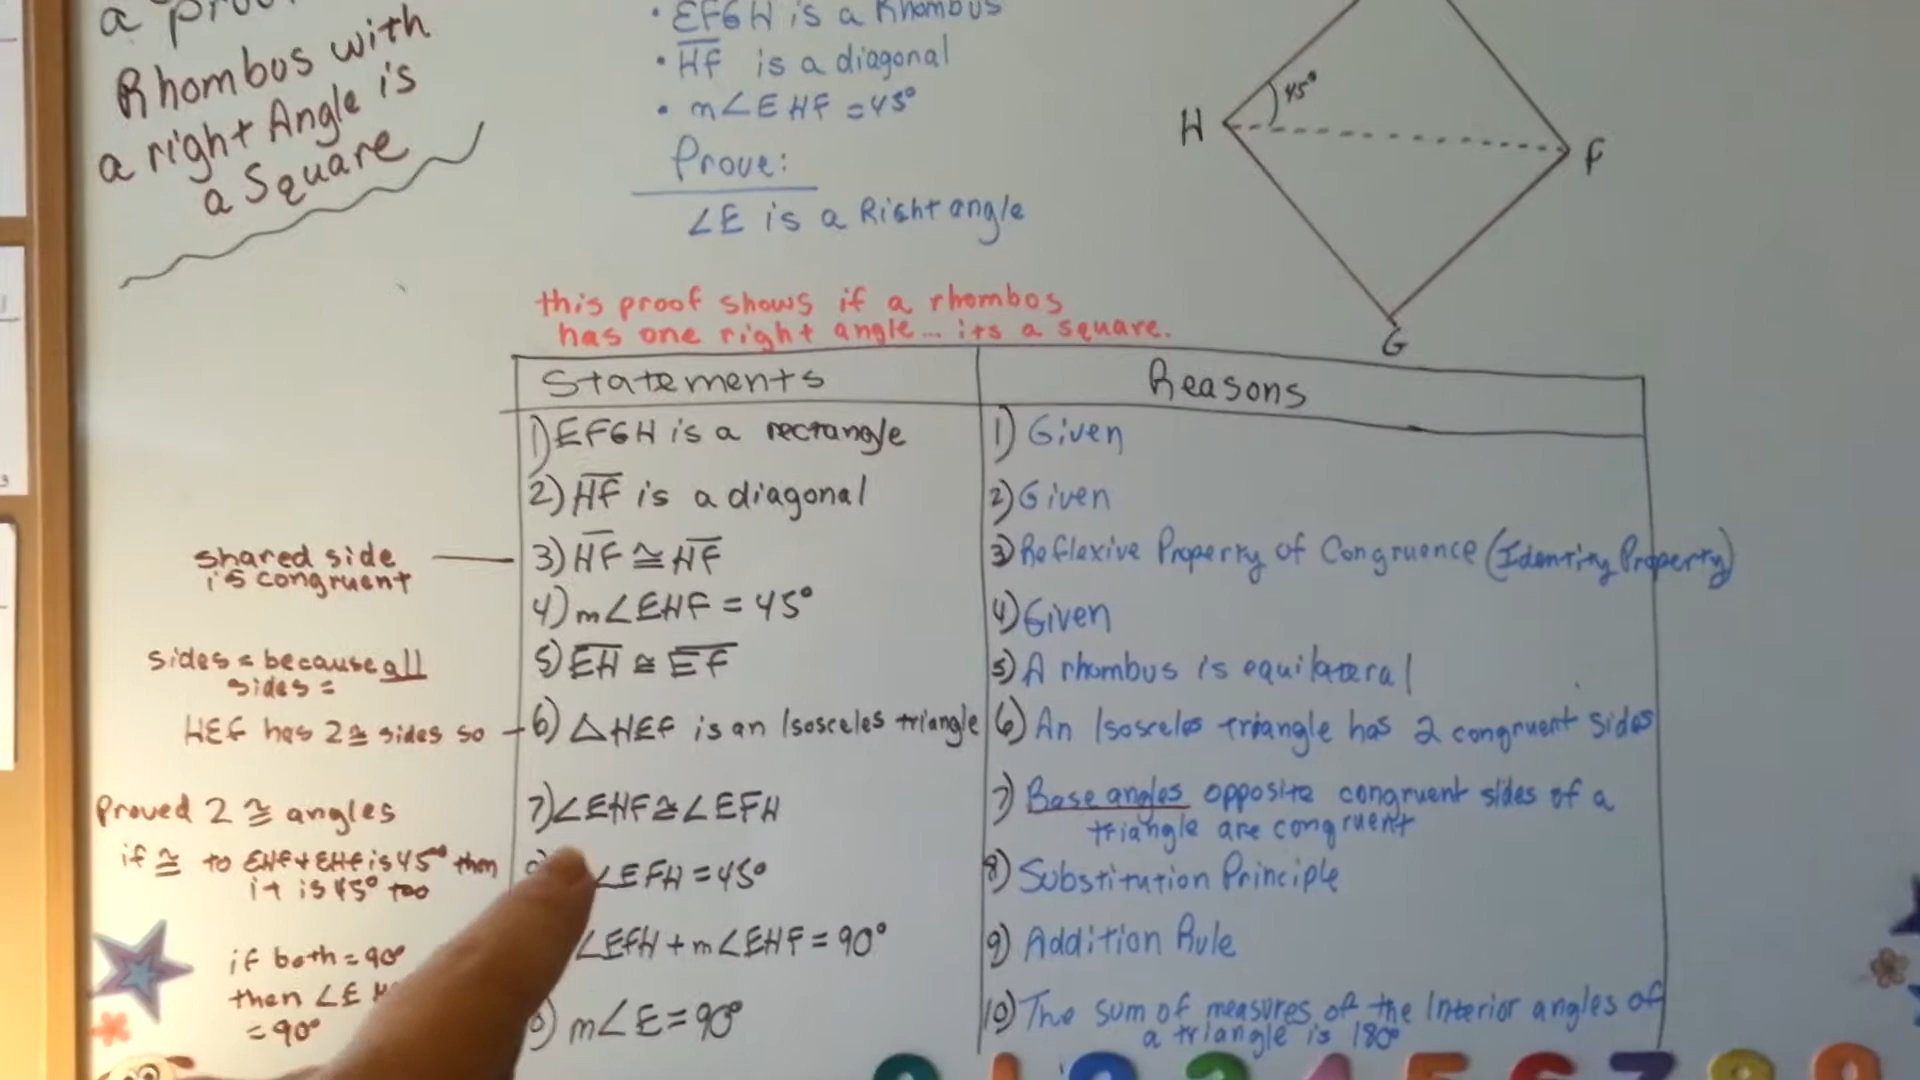 a proo
Rhombus with
a right Angle is
a Square
• EFGH is a Rhombus
• HF is a diagonal
• m∠EHF = 45°
Prove:
∠E is a Right angle
45°
H
F
G
this proof shows if a rhombos
has one right angle... its a square.
Statements
Reasons
1) EFGH is a rectangle
1) Given
2) HF is a diagonal
2) Given
shared side
is congruent
3) HF ≅ HF
3) Reflexive Property of Congruence (Identity Property)
4) m∠EHF = 45°
4) Given
sides = because all
sides =
5) EH ≅ EF
5) A rhombus is equilateral
HEF has 2 ≅ sides so
6) △HEF is an Isosceles triangle
6) An Isosceles triangle has 2 congruent sides
Proved 2 ≅ angles
7) ∠EHF ≅ ∠EFH
7) Base angles opposite congruent sides of a
triangle are congruent
if ≅ to EHF + EHF is 45° then
it is 45° too
∠EFH = 45°
8) Substitution Principle
∠EFH + m∠EHF = 90°
9) Addition Rule
if both = 90°
then ∠E
= 90°
m∠E = 90°
10) The sum of measures of the Interior angles of
a triangle is 180°